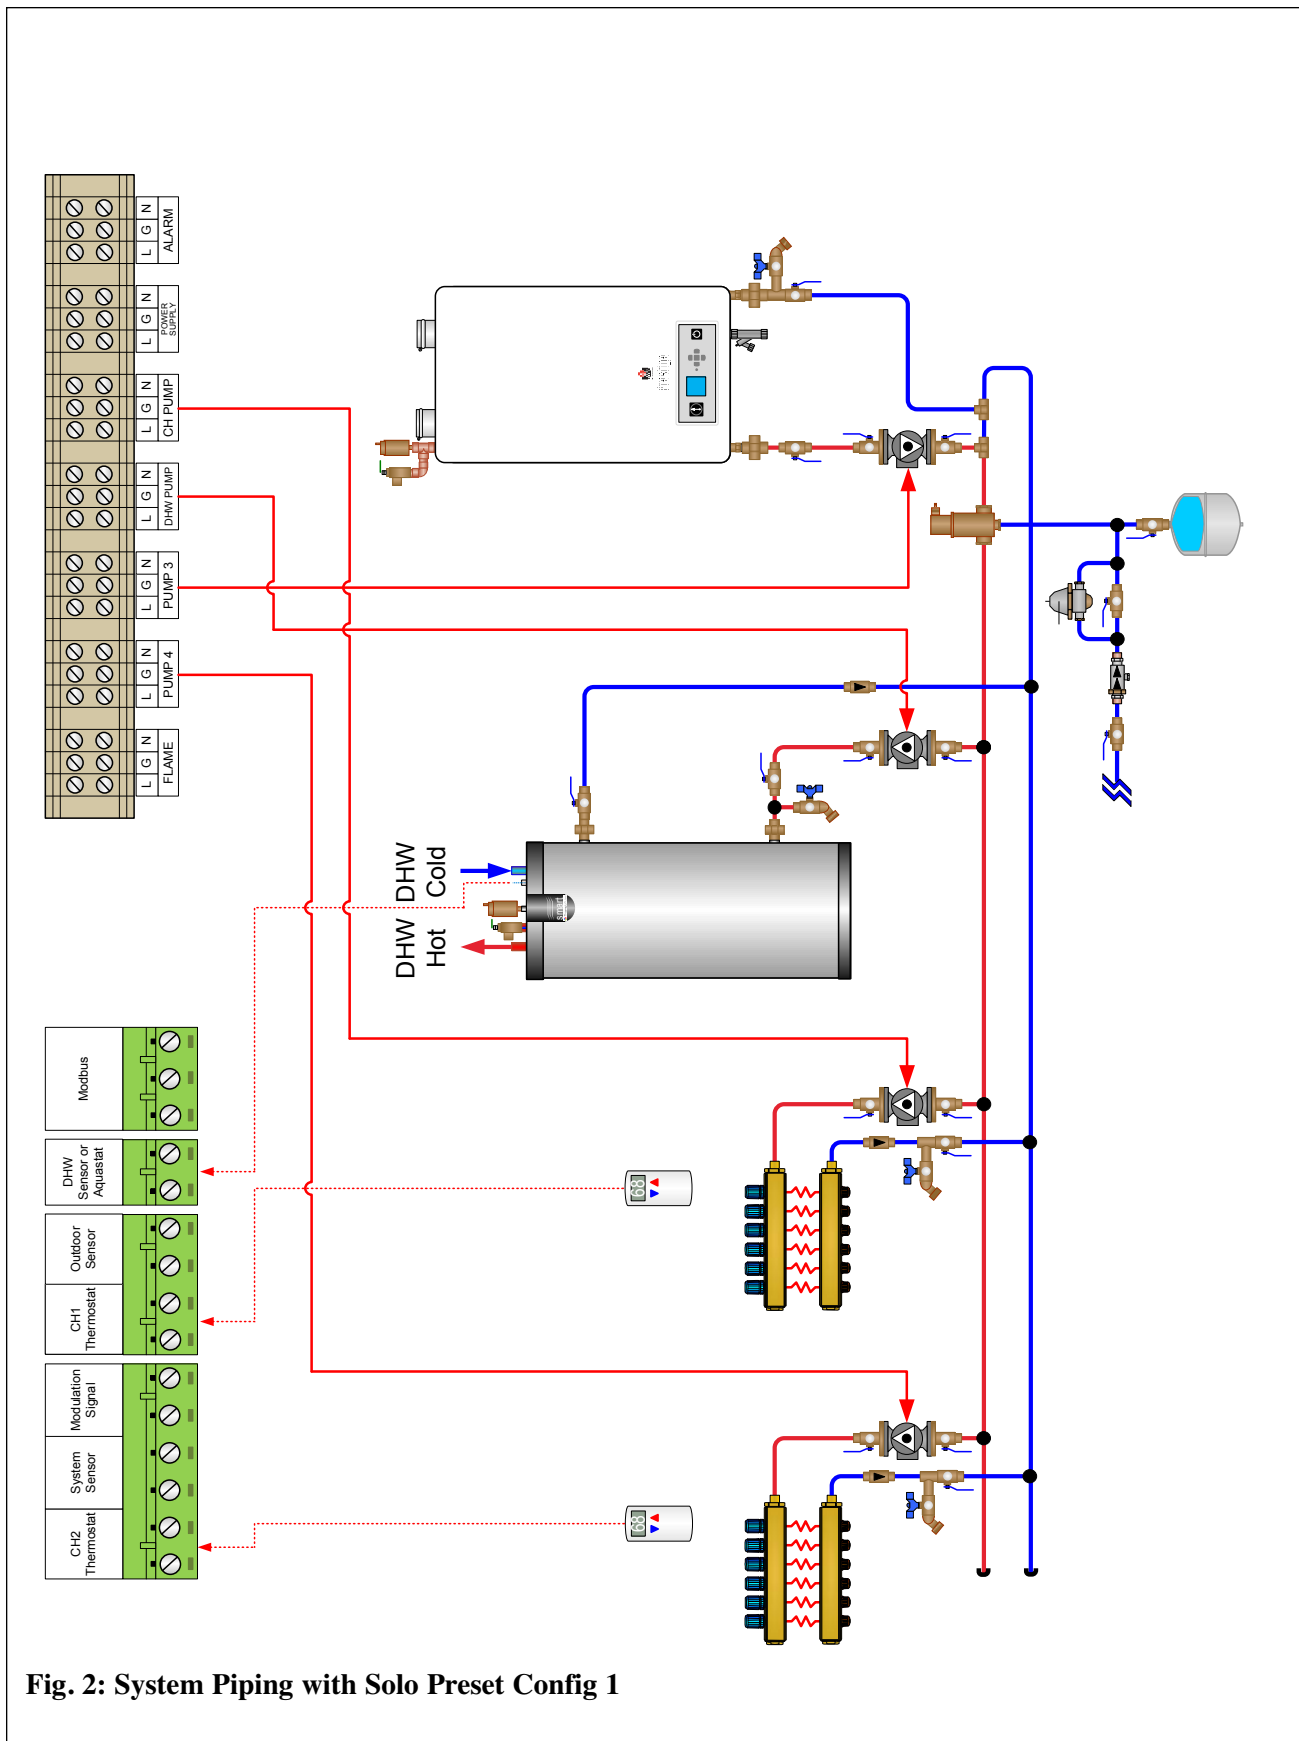 N
G
L
ALARM
N
G
L
POWER
SUPPLY
N
G
L
CH PUMP
N
G
L
DHW PUMP
N
G
L
PUMP 3
N
G
L
PUMP 4
N
G
L
FLAME
DHW
Cold
DHW
Hot
smart
Modbus
DHW
Sensor or
Aquastat
Outdoor
Sensor
CH1
Thermostat
Modulation
Signal
System
Sensor
CH2
Thermostat
68
68
Fig. 2: System Piping with Solo Preset Config 1